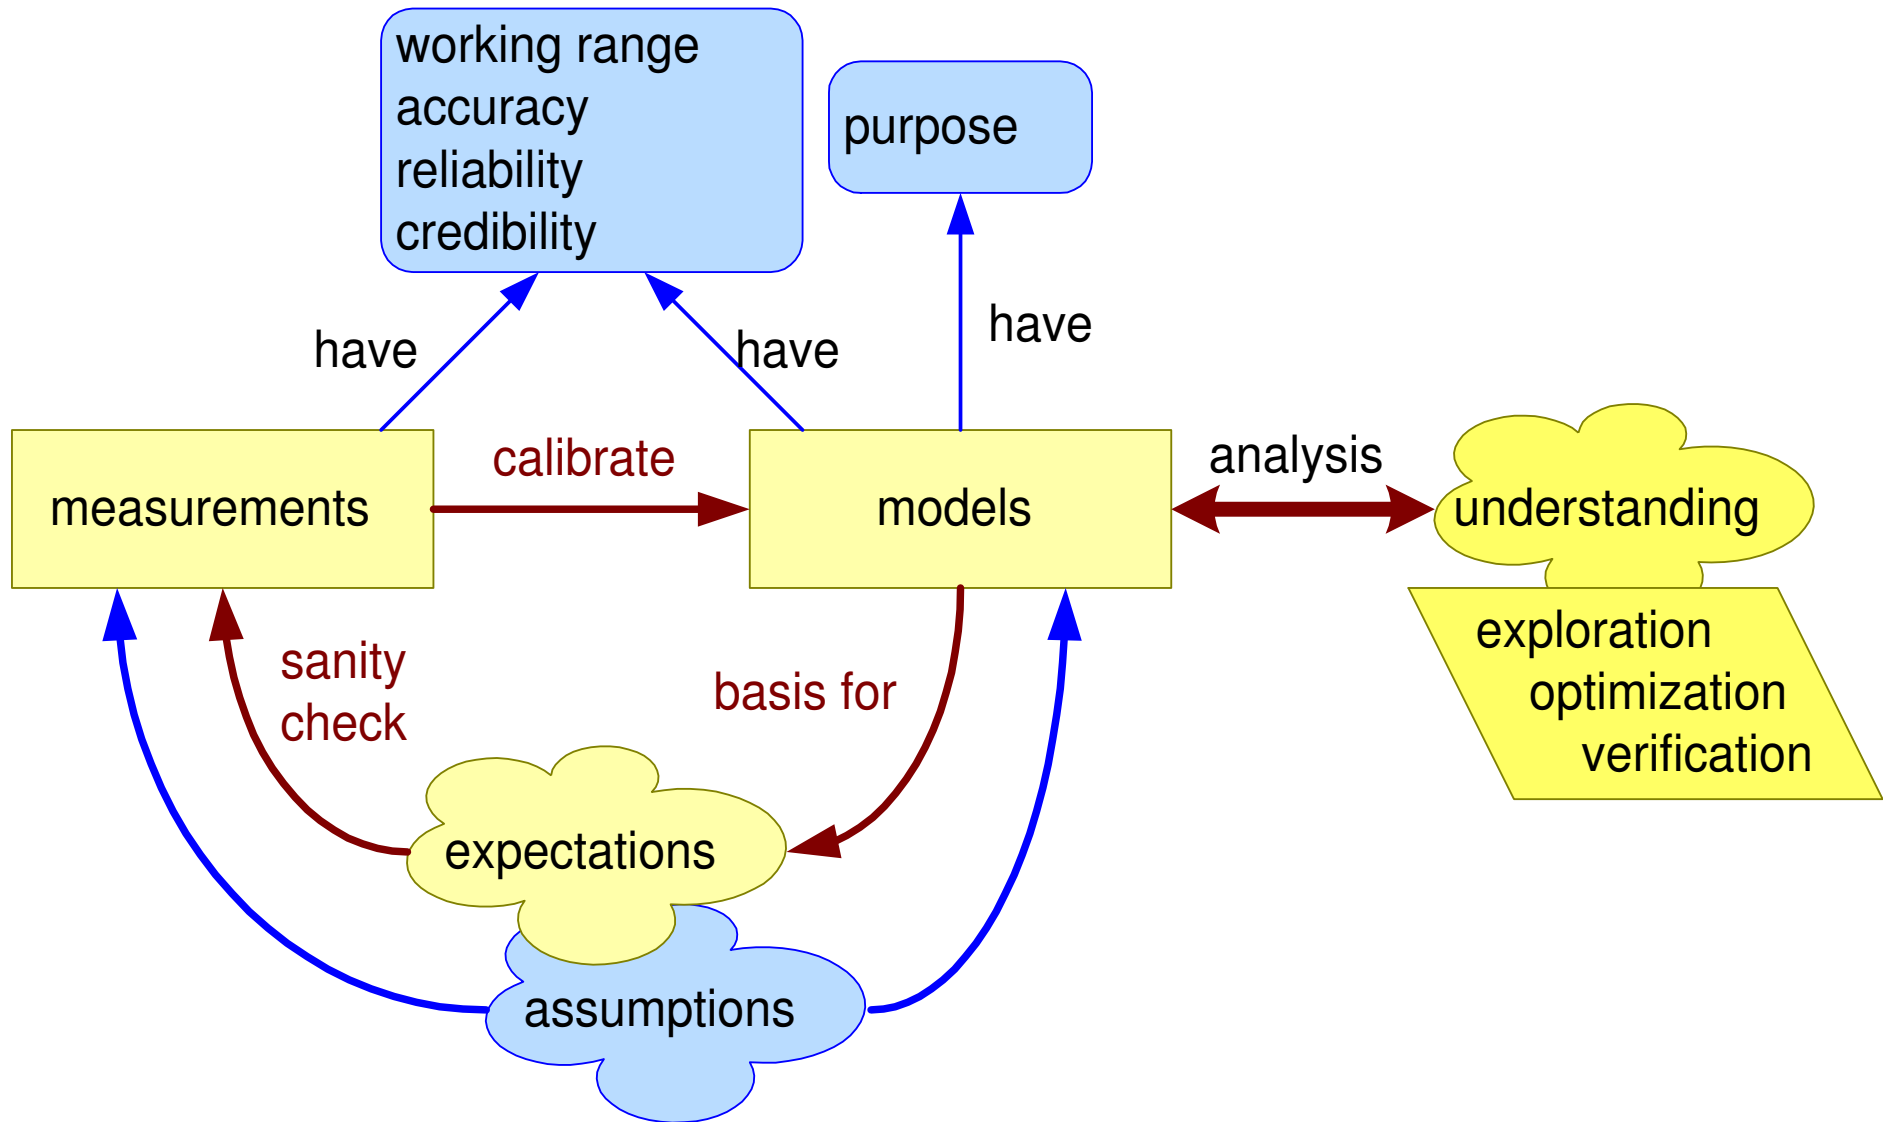 working range
accuracy
reliability
credibility
purpose
have
have
have
measurements
calibrate
models
analysis
understanding
exploration
optimization
verification
sanity
check
basis for
expectations
assumptions